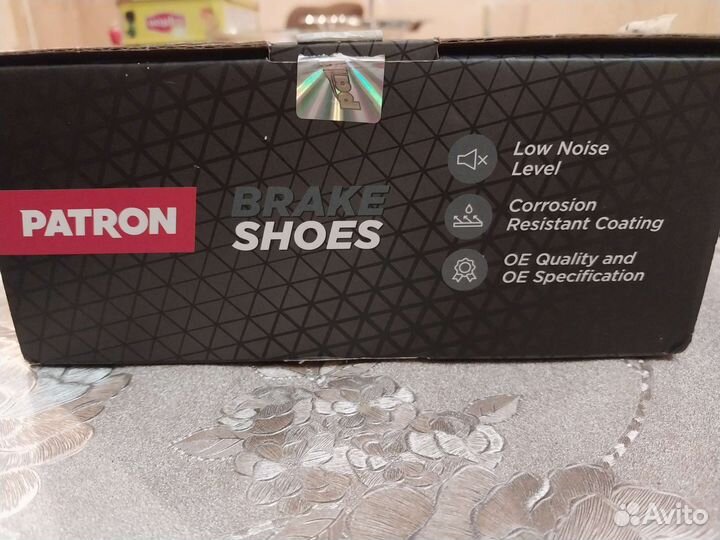 PATRON
BRAKE
SHOES
Low Noise
Level
Corrosion
Resistant Coating
OE Quality and
OE Specification
Avito